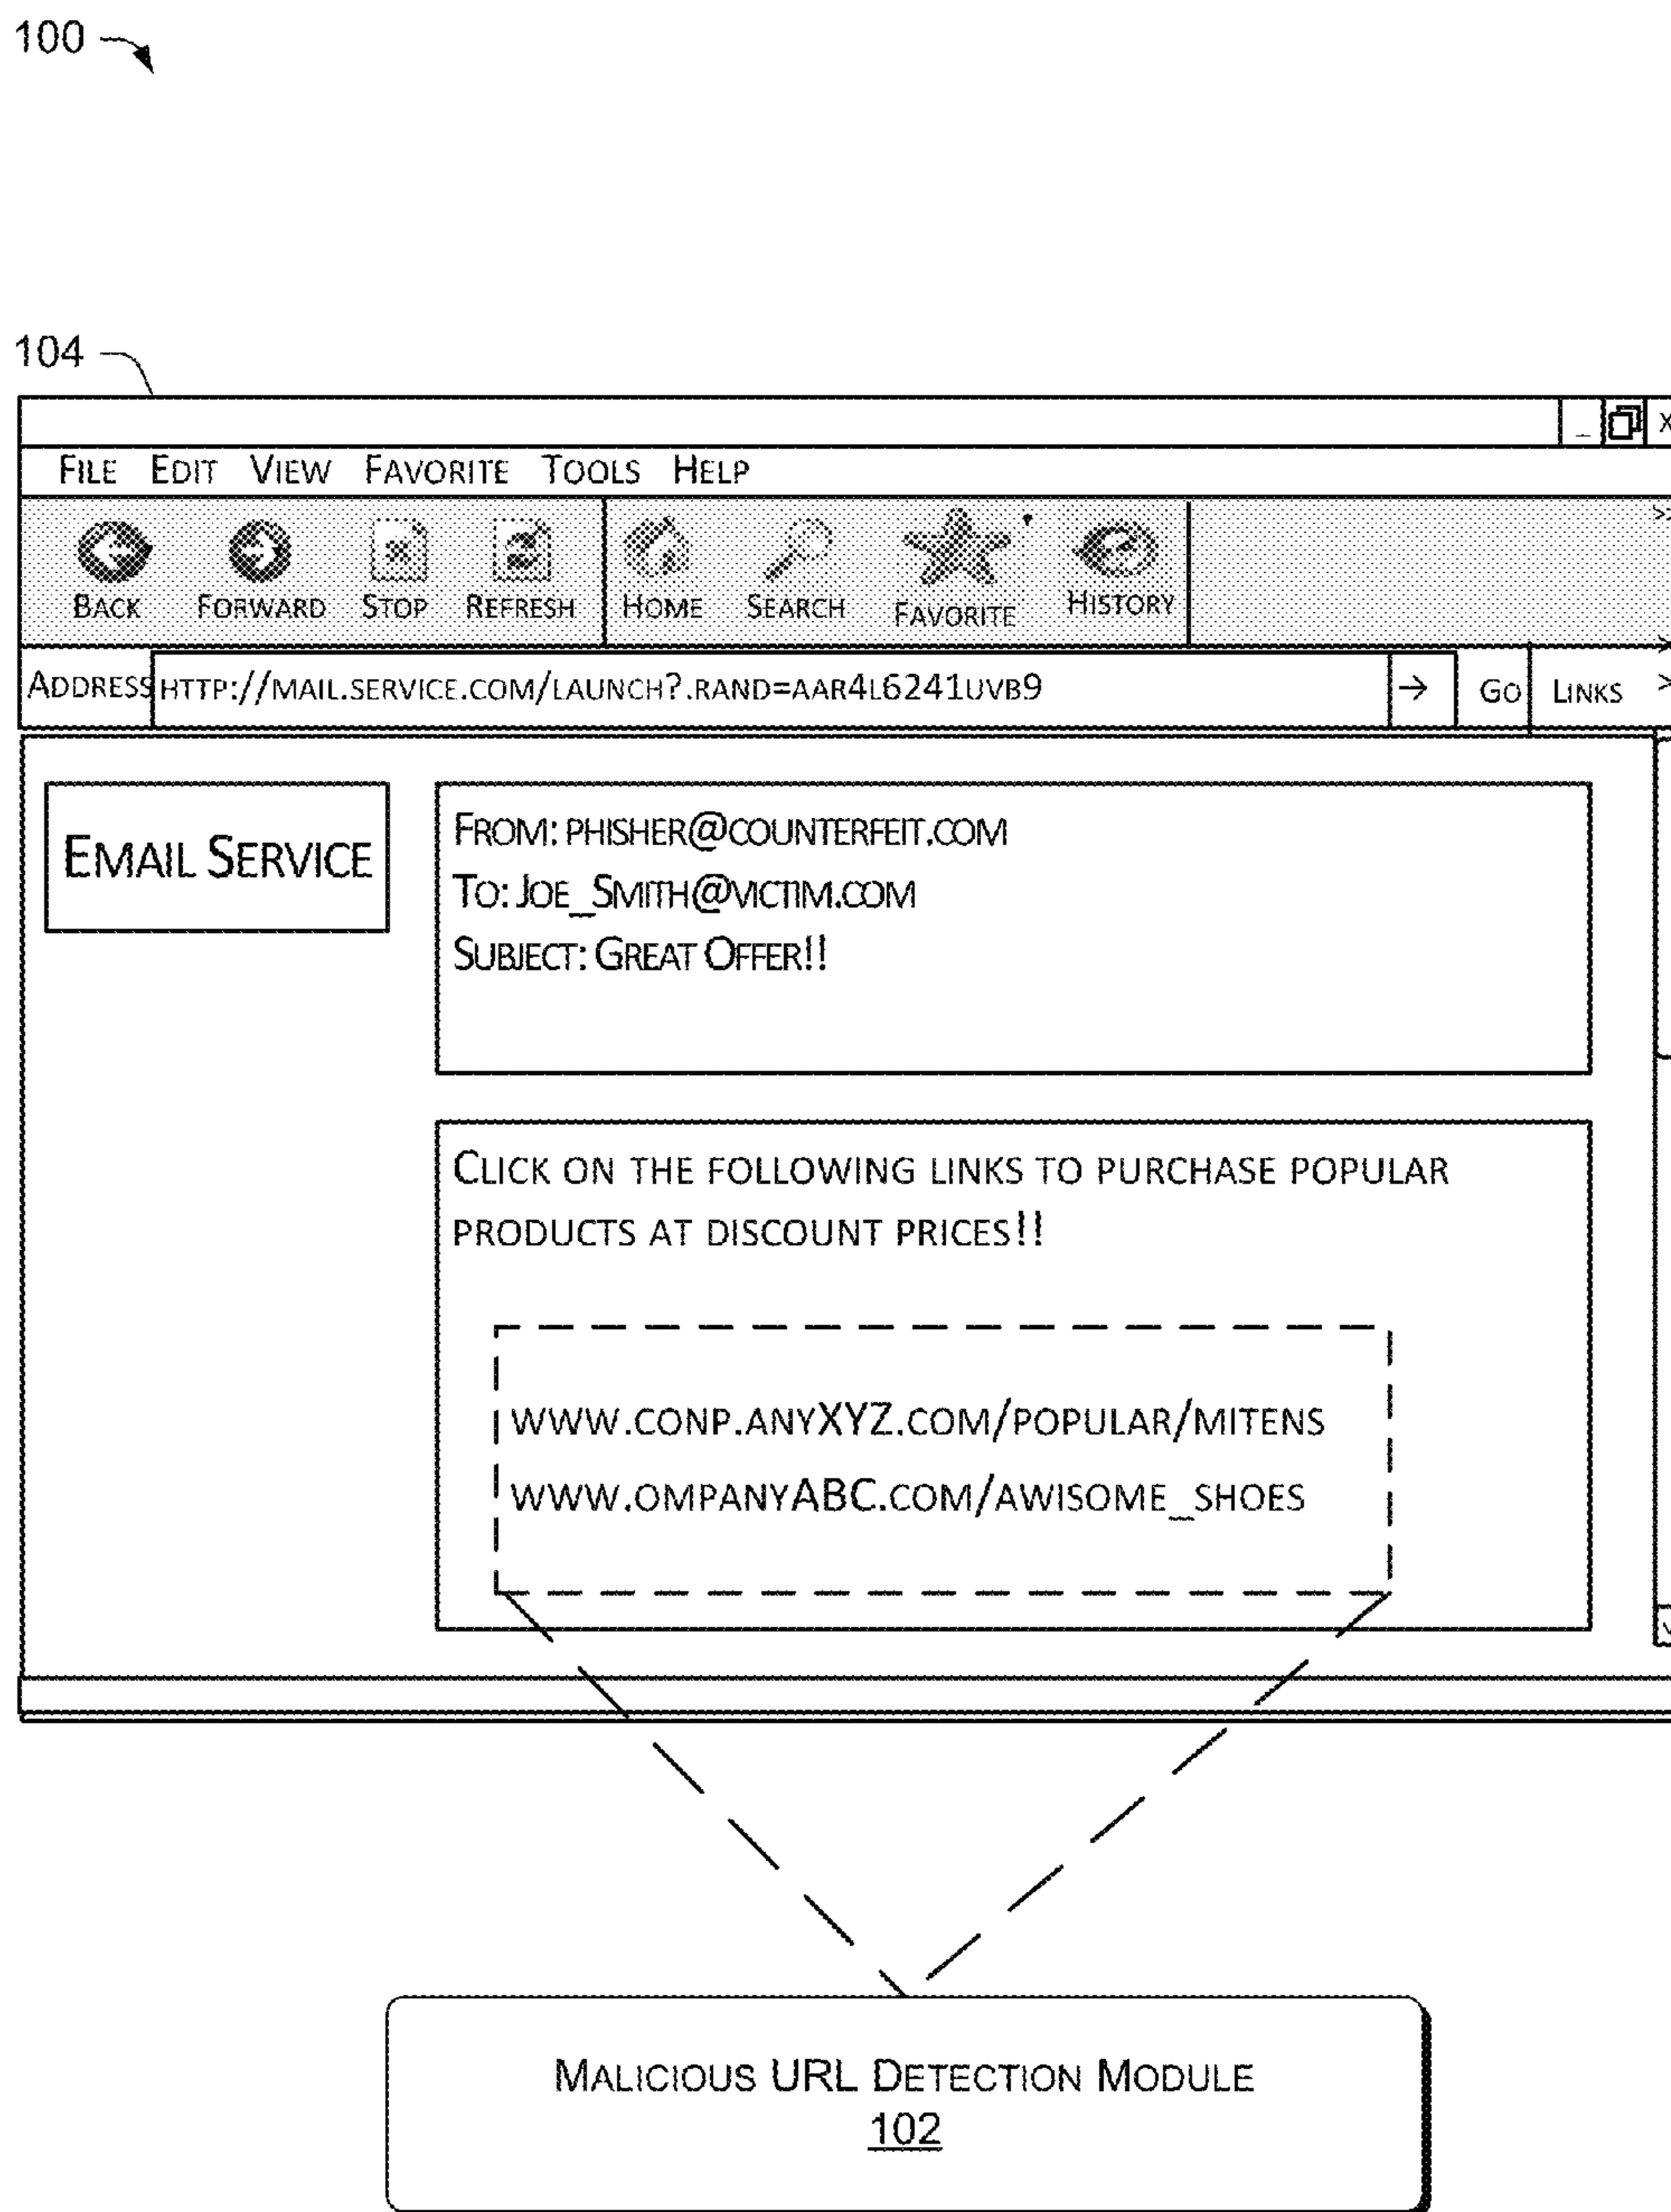 100
104
_ X
FILE EDIT VIEW FAVORITE TOOLS HELP
BACK FORWARD STOP REFRESH HOME SEARCH FAVORITE HISTORY
ADDRESS HTTP://MAIL.SERVICE.COM/LAUNCH?.RAND=AAR4L6241UVB9 → GO LINKS
EMAIL SERVICE
FROM: PHISHER@COUNTERFEIT.COM
TO: JOE_SMITH@VICTIM.COM
SUBJECT: GREAT OFFER!!
CLICK ON THE FOLLOWING LINKS TO PURCHASE POPULAR
PRODUCTS AT DISCOUNT PRICES!!
WWW.CONP.ANYXYZ.COM/POPULAR/MITENS
WWW.OMPANYABC.COM/AWISOME_SHOES
MALICIOUS URL DETECTION MODULE
102